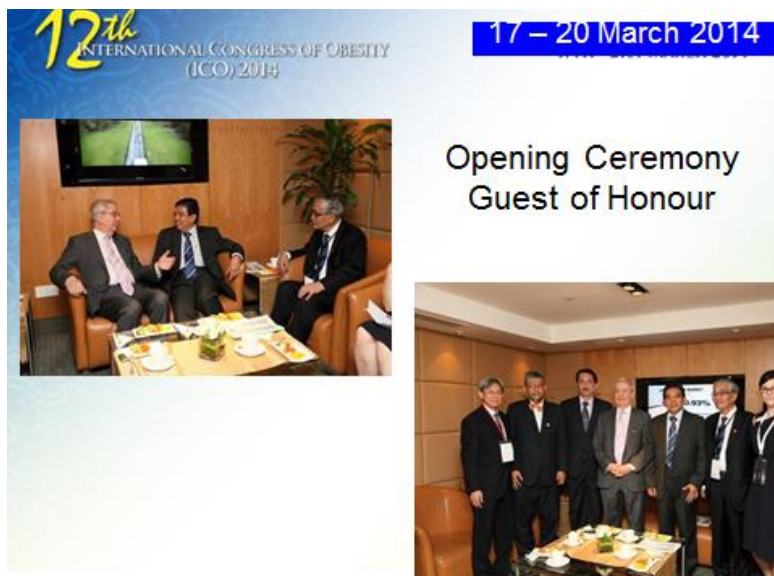 12th
INTERNATIONAL CONGRESS OF OBESITY
(ICO) 2014
17 – 20 March 2014
Opening Ceremony
Guest of Honour